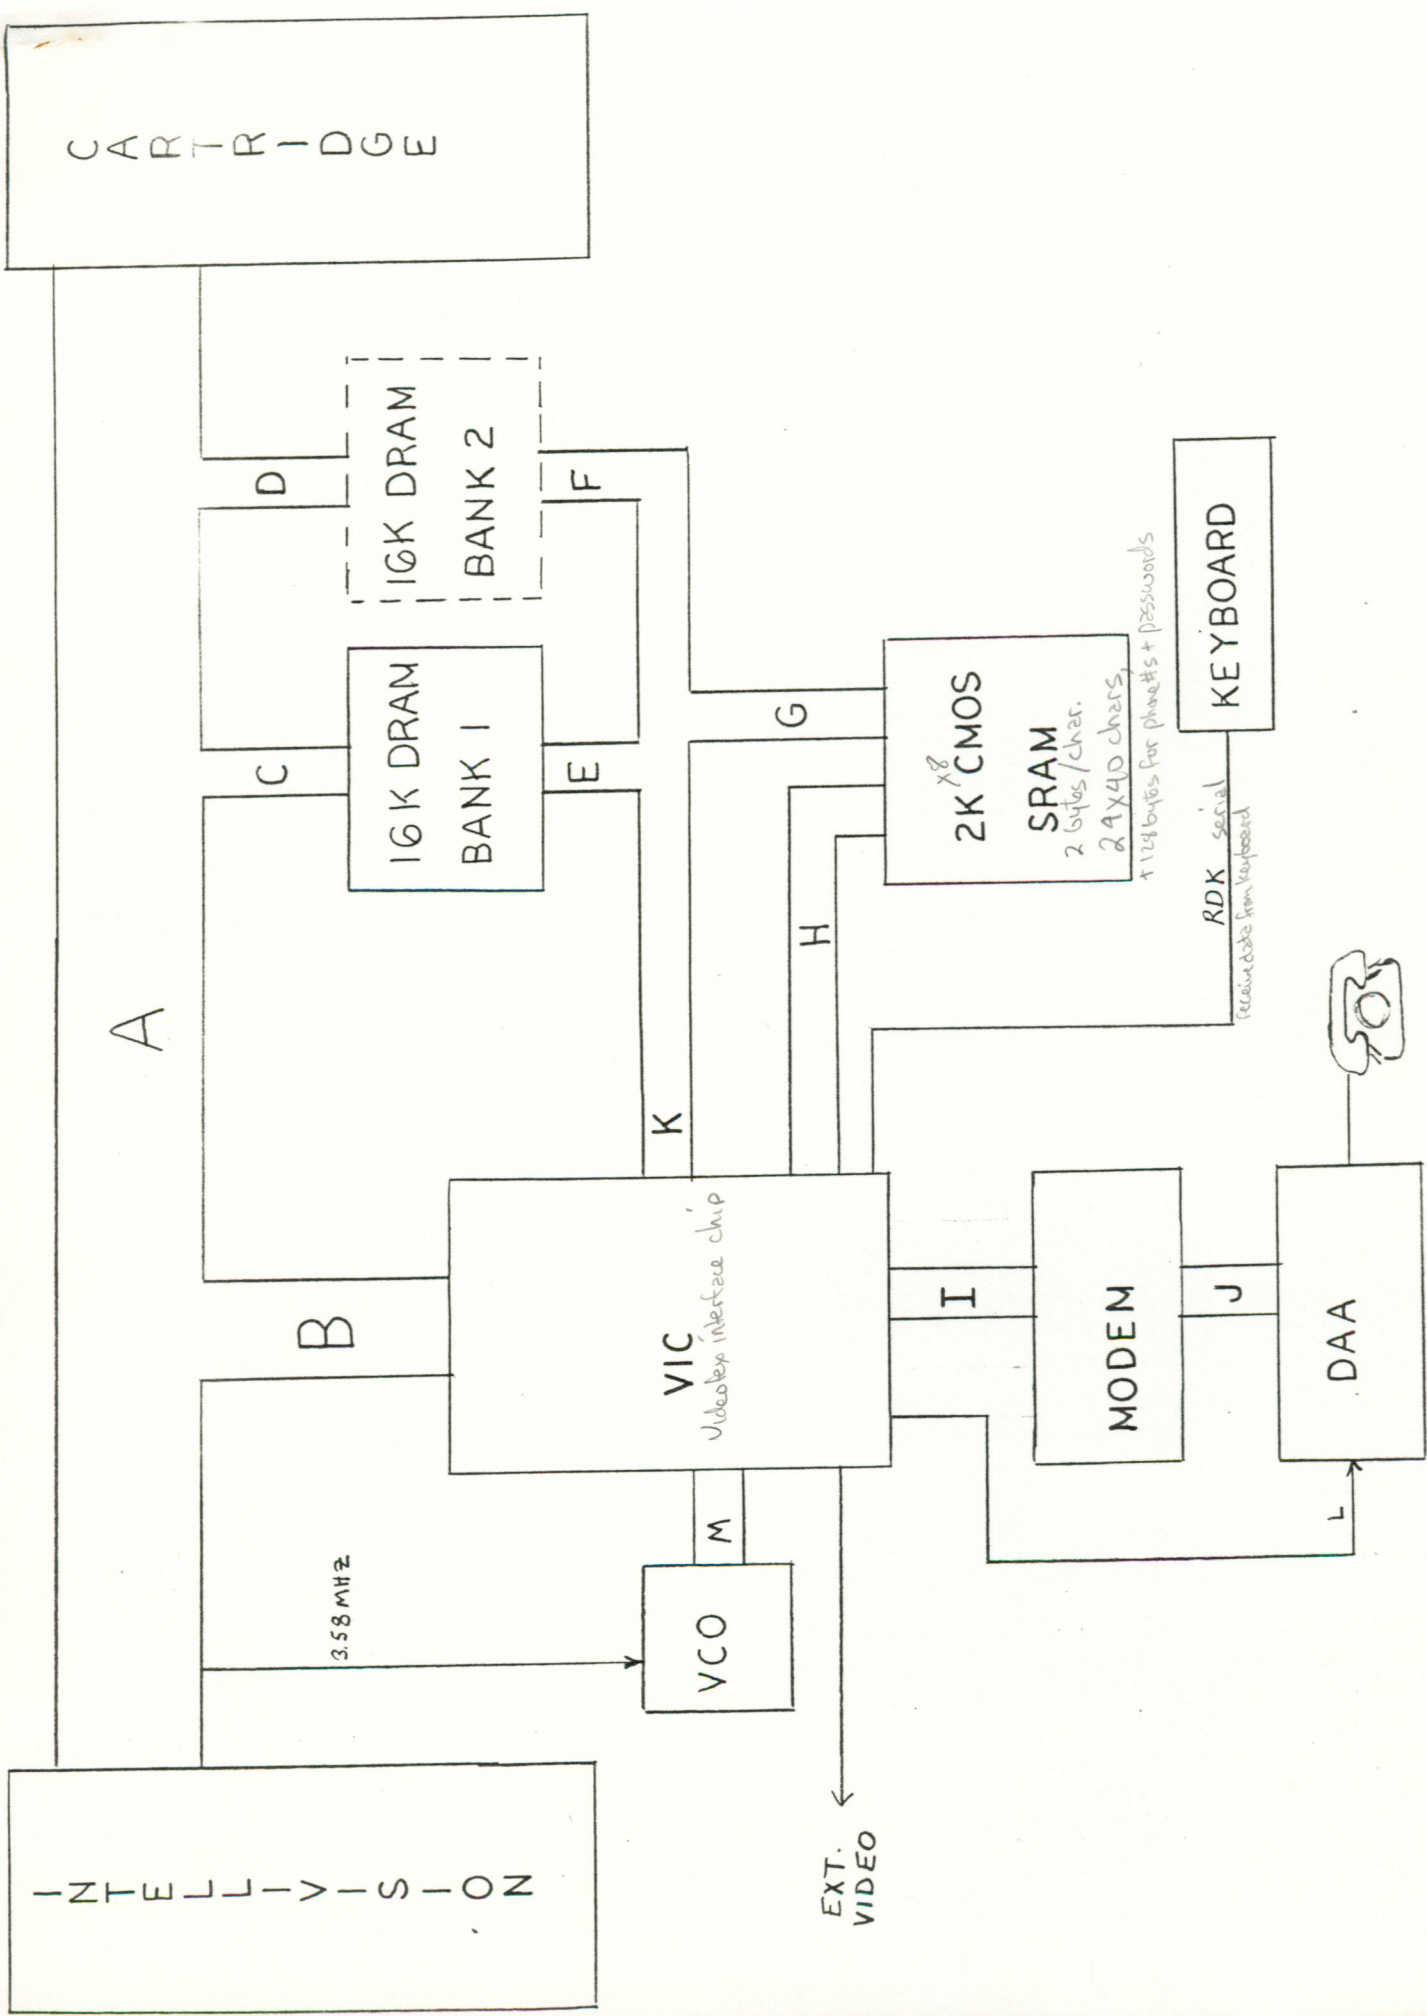 INTELLIVISION
A
CARTRIDGE
3.58 MHZ
B
C
D
16K DRAM
BANK 1
16K DRAM
BANK 2
E
F
K
VCO
M
VIC
Videotex interface chip
G
H
EXT.
VIDEO
2K x8 CMOS
SRAM
2 bytes/char.
24x40 chars,
+128 bytes for phone #s + passwords
I
MODEM
RDK serial
receive data from keyboard
KEYBOARD
J
L
DAA